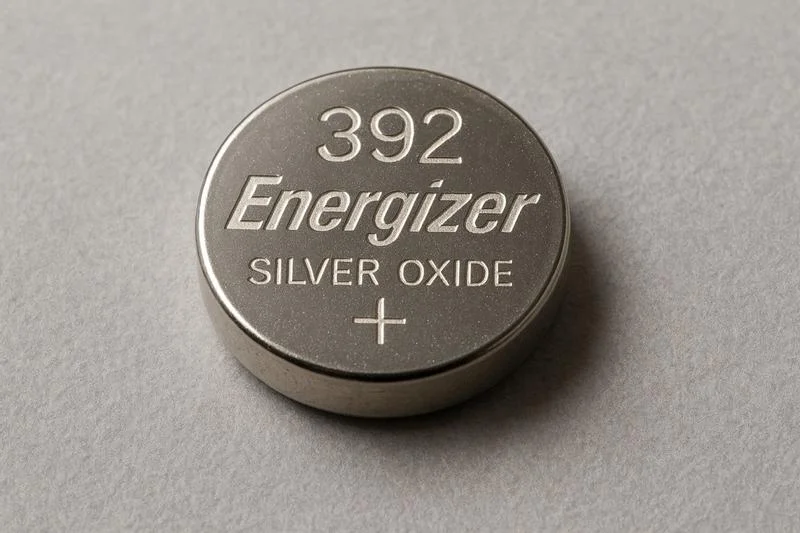 392
Energizer
SILVER OXIDE
+